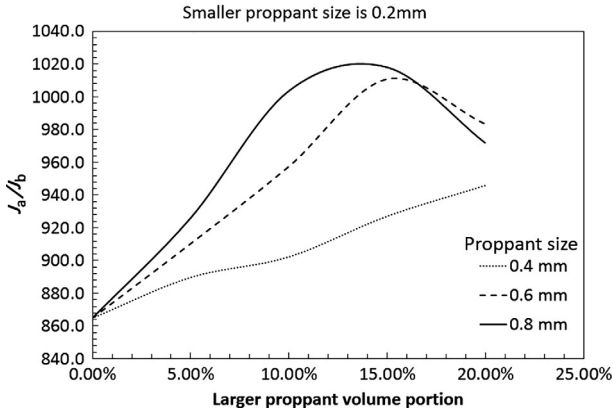 Smaller proppant size is 0.2mm
1040.0
1020.0
1000.0
980.0
960.0
940.0
920.0
900.0
880.0
860.0
840.0
Ja/Jb
Proppant size
0.4 mm
0.6 mm
0.8 mm
0.00% 5.00% 10.00% 15.00% 20.00% 25.00%
Larger proppant volume portion